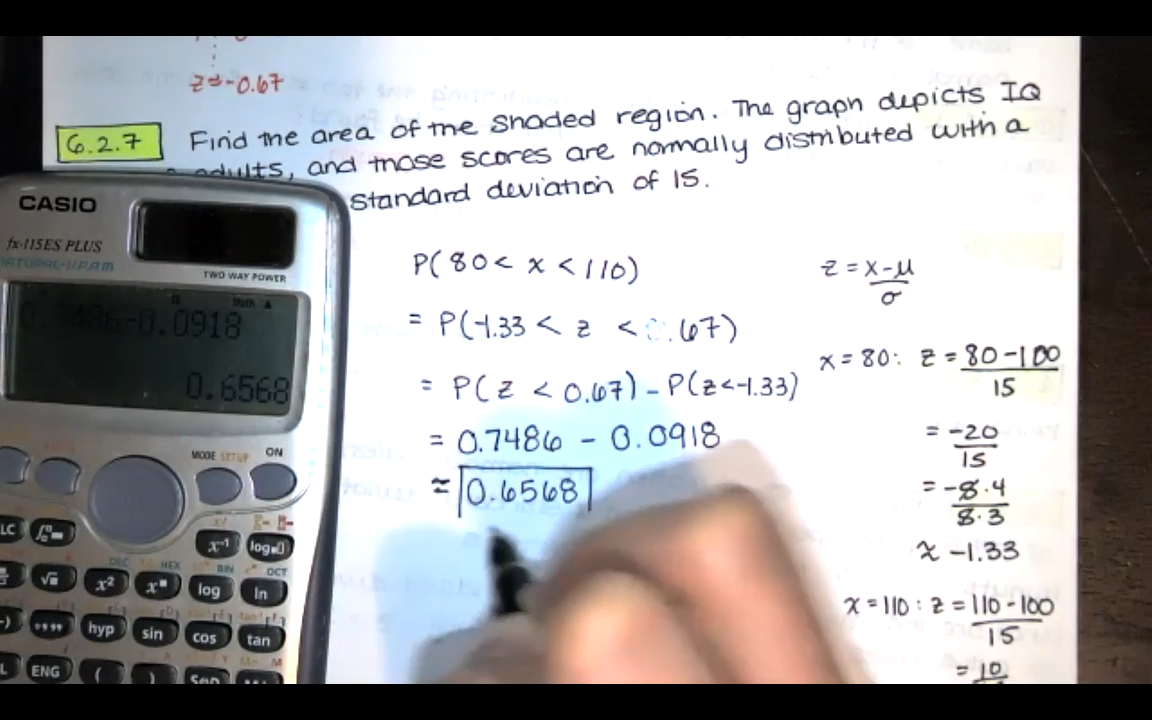 z≈-0.67
6.2.7 Find the area of the shaded region. The graph depicts IQ
adults, and those scores are normally distributed with a
standard deviation of 15.
CASIO
fx-115ES PLUS
NATURAL-V.P.A.M.
TWO WAY POWER
Math ▲
0.7486-0.0918
0.6568
MODE SETUP ON
x⁻¹ log
√ x² log ln
hyp sin cos tan
ENG ( )
P(80 < x < 110)
= P(-1.33 < z < 0.67)
= P(z < 0.67) - P(z<-1.33)
= 0.7486 - 0.0918
≈ 0.6568
z = x-μ
σ
x = 80: z = 80-100
15
= -20
15
= -8.4
8.3
≈ -1.33
x = 110: z = 110-100
15
= 10